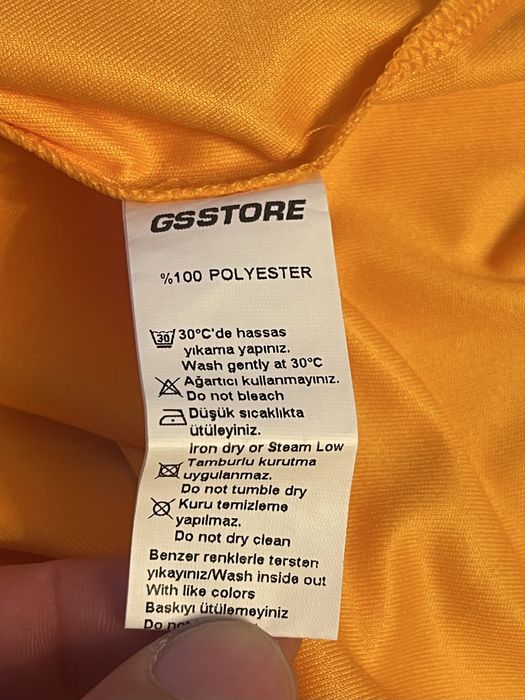 GSSTORE
%100 POLYESTER
30 30°C'de hassas
yıkama yapınız.
Wash gently at 30°C
Ağartıcı kullanmayınız.
Do not bleach
Düşük sıcaklıkta
ütüleyiniz.
Iron dry or Steam Low
Tamburlu kurutma
uygulanmaz.
Do not tumble dry
Kuru temizleme
yapılmaz.
Do not dry clean
Benzer renklerle tersten
yıkayınız/Wash inside out
With like colors
Baskıyı ütülemeyiniz
Do